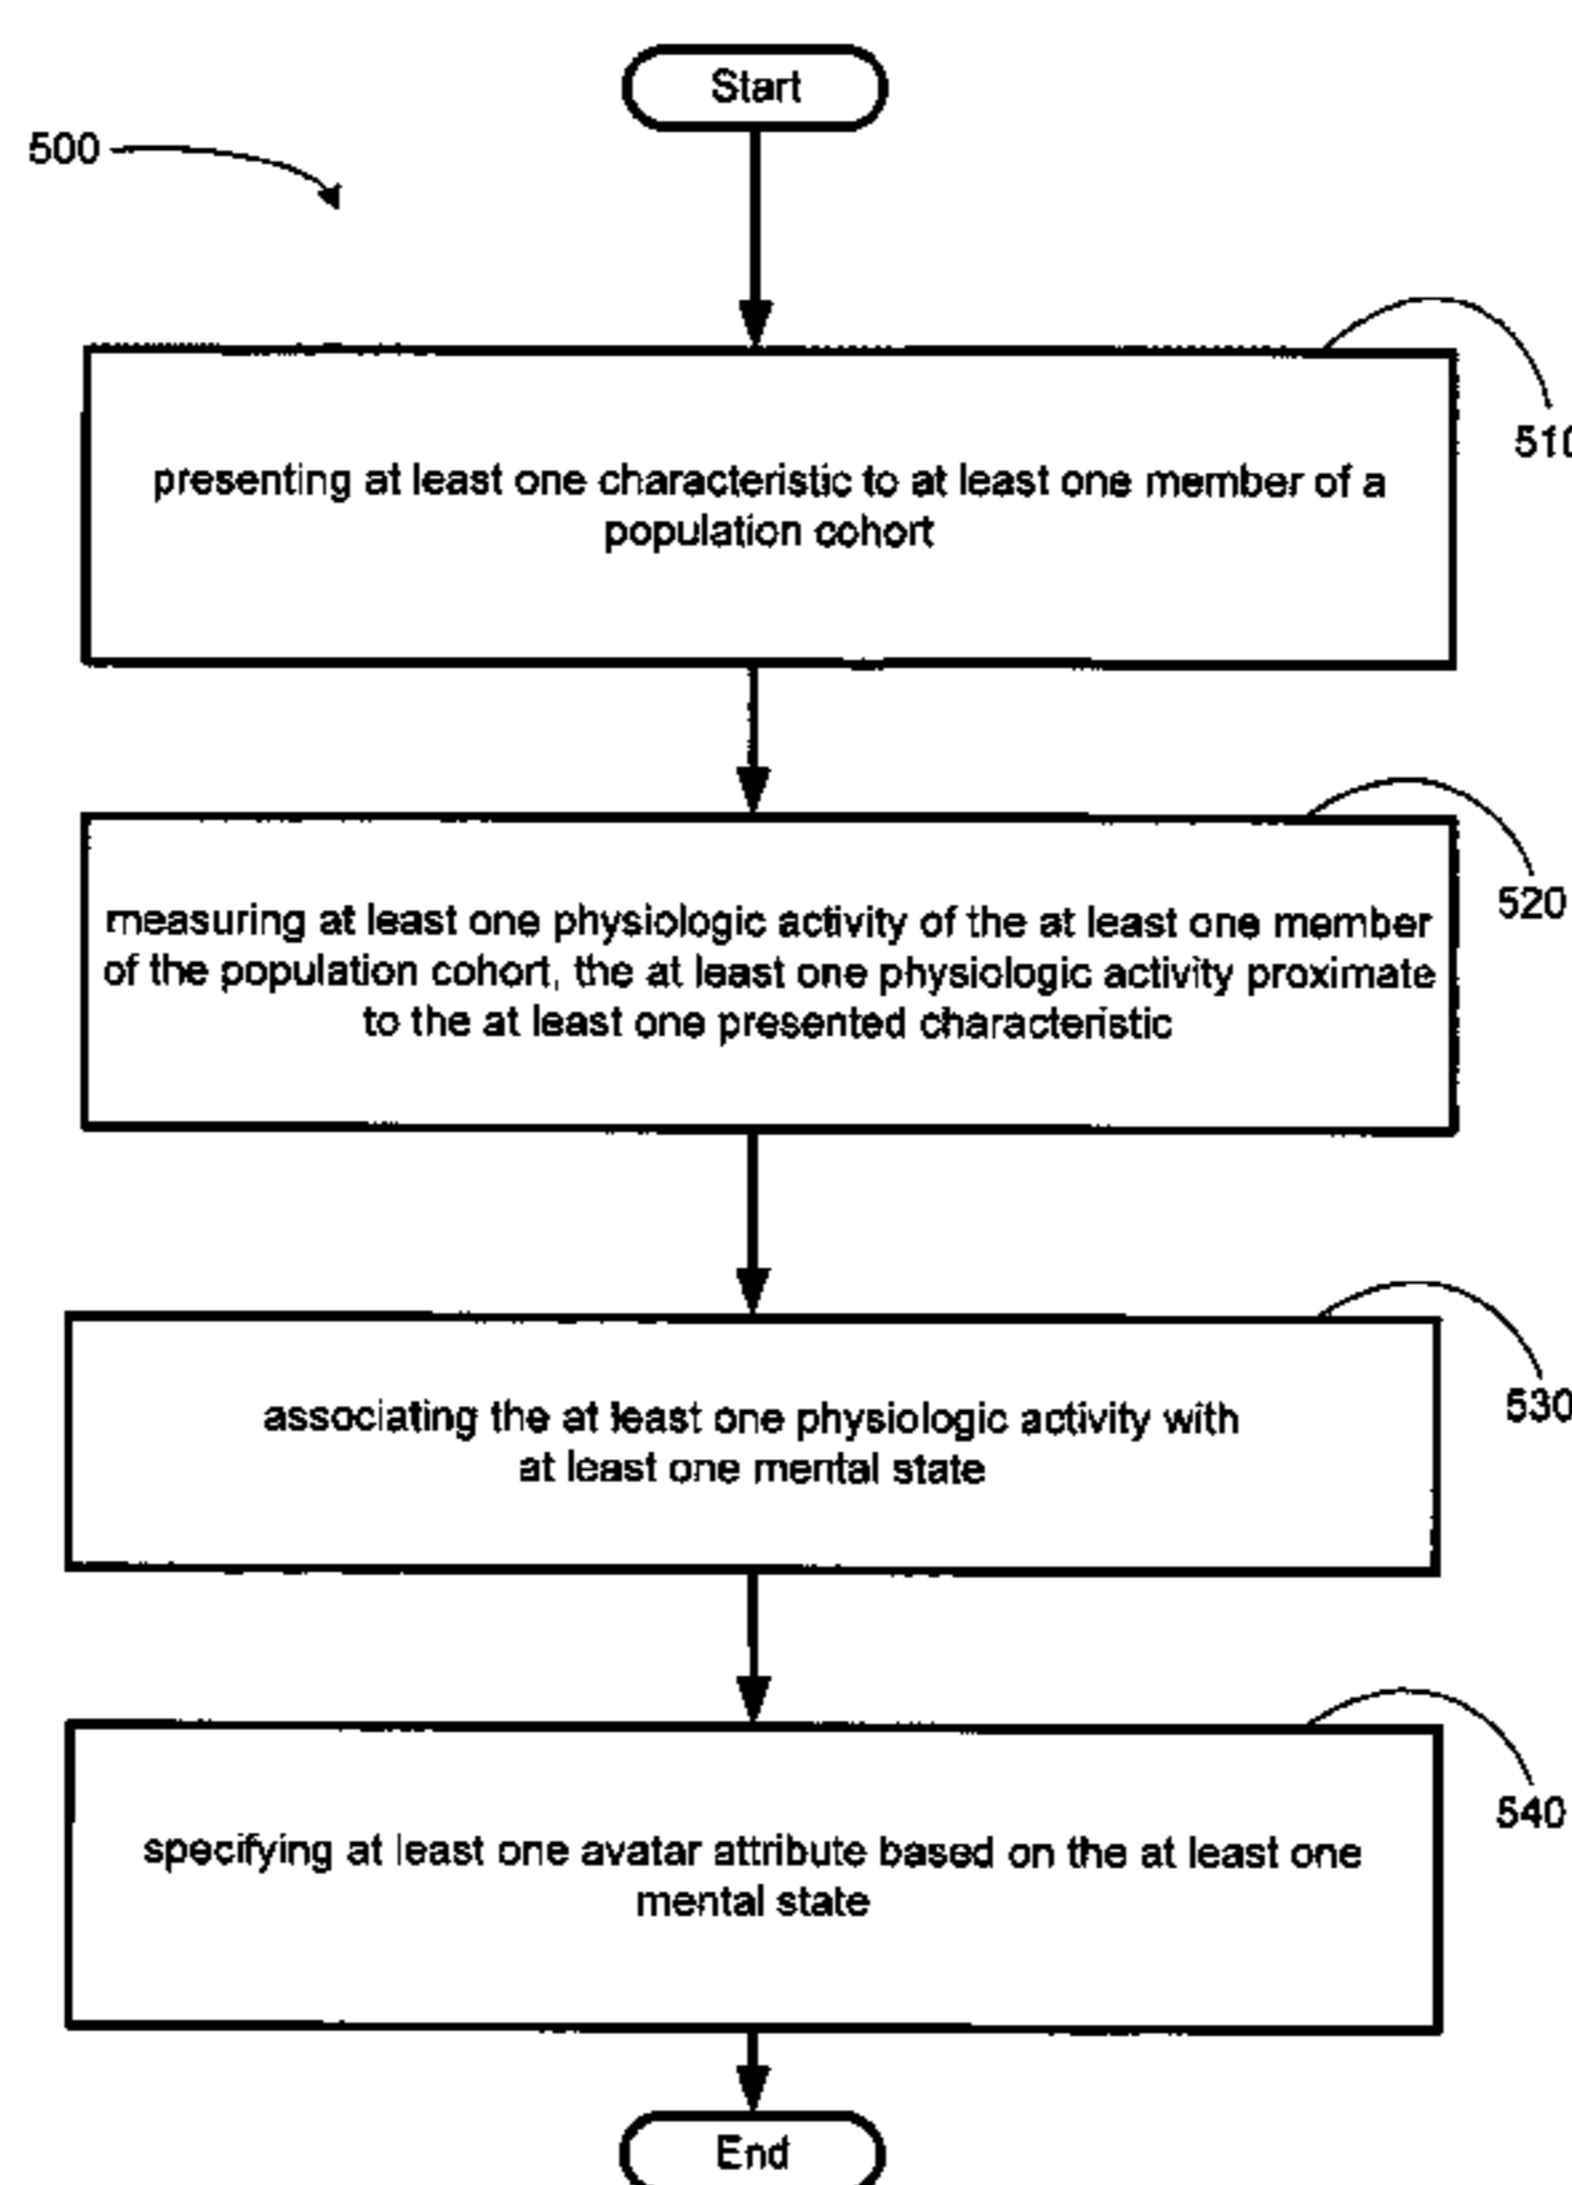 Start
500
510
presenting at least one characteristic to at least one member of a
population cohort
520
measuring at least one physiologic activity of the at least one member
of the population cohort, the at least one physiologic activity proximate
to the at least one presented characteristic
530
associating the at least one physiologic activity with
at least one mental state
540
specifying at least one avatar attribute based on the at least one
mental state
End